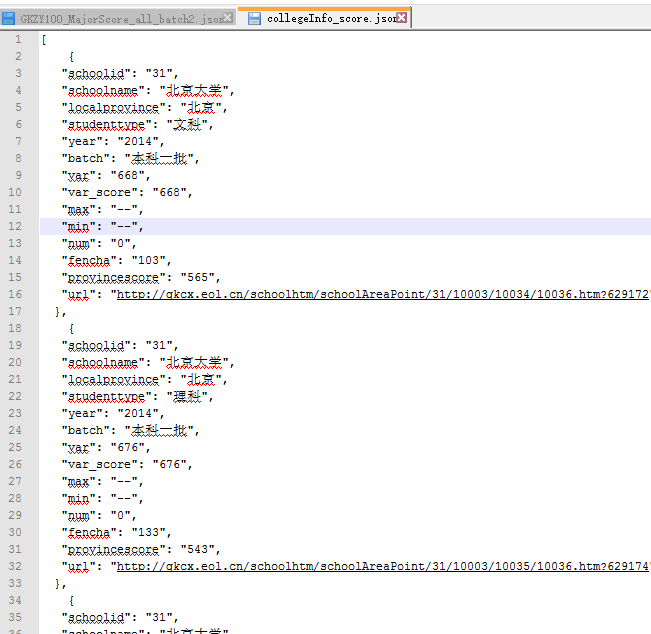 GKZY100_MajorScore_all_batch2.json collegeInfo_score.json
1 [
2 {
3 "schoolid": "31",
4 "schoolname": "北京大学",
5 "localprovince": "北京",
6 "studenttype": "文科",
7 "year": "2014",
8 "batch": "本科一批",
9 "var": "668",
10 "var_score": "668",
11 "max": "--",
12 "min": "--",
13 "num": "0",
14 "fencha": "103",
15 "provincescore": "565",
16 "url": "http://gkcx.eol.cn/schoolhtm/schoolAreaPoint/31/10003/10034/10036.htm?629172"
17 },
18 {
19 "schoolid": "31",
20 "schoolname": "北京大学",
21 "localprovince": "北京",
22 "studenttype": "理科",
23 "year": "2014",
24 "batch": "本科一批",
25 "var": "676",
26 "var_score": "676",
27 "max": "--",
28 "min": "--",
29 "num": "0",
30 "fencha": "133",
31 "provincescore": "543",
32 "url": "http://gkcx.eol.cn/schoolhtm/schoolAreaPoint/31/10003/10035/10036.htm?629174"
33 },
34 {
35 "schoolid": "31",
36 "schoolname": "北京大学",